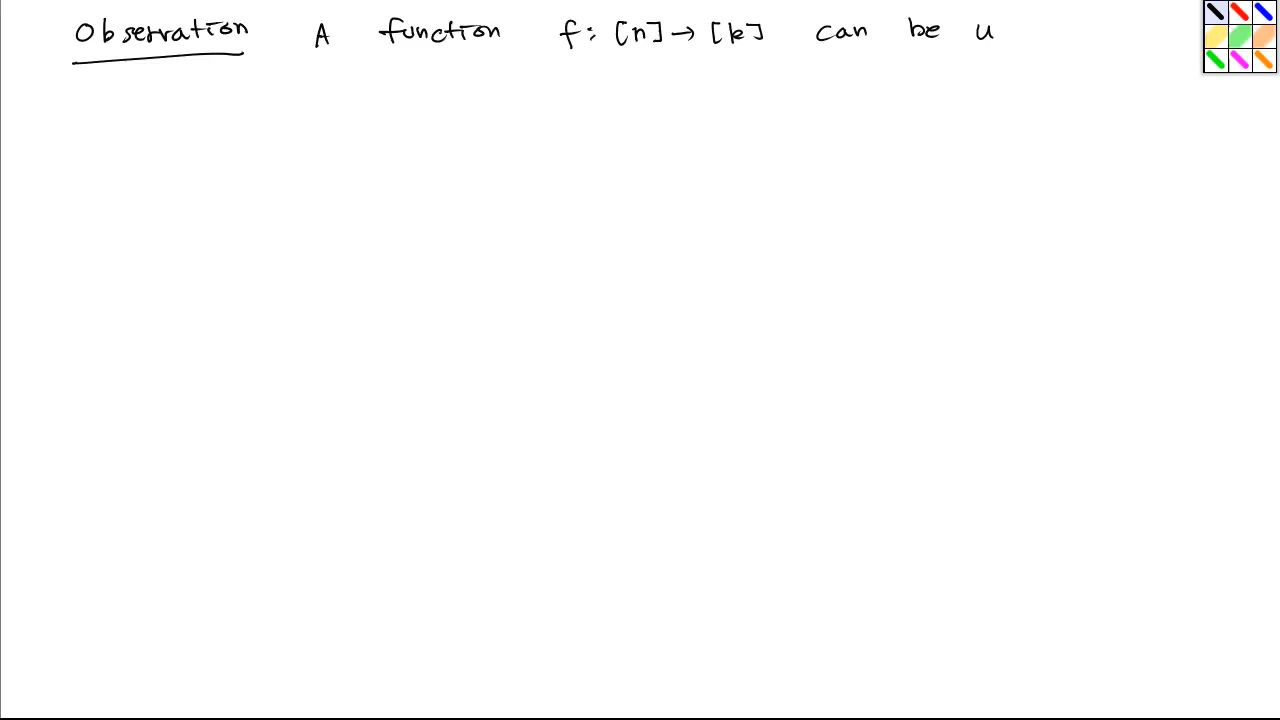 Observation A function f: [n] → [k] can be u